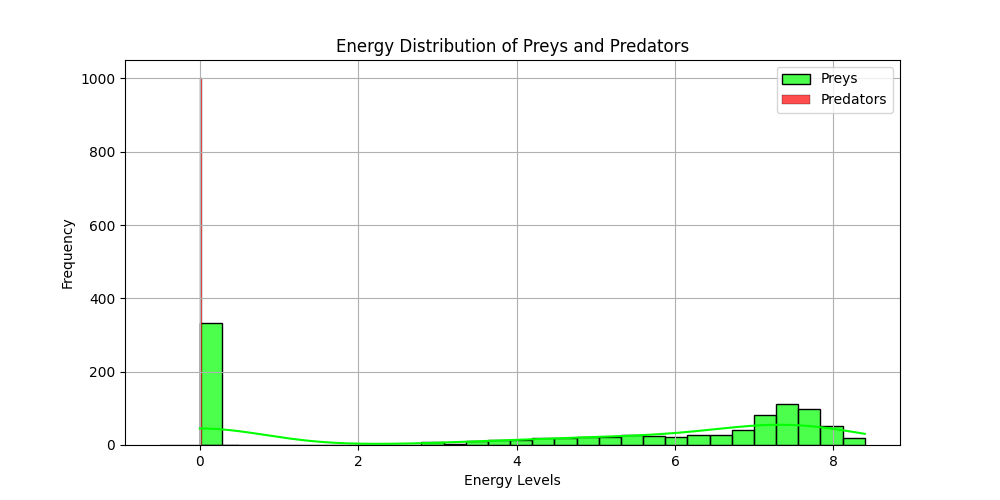 Energy Distribution of Preys and Predators
Preys
Predators
Frequency
1000
800
600
400
200
0
0 2 4 6 8
Energy Levels